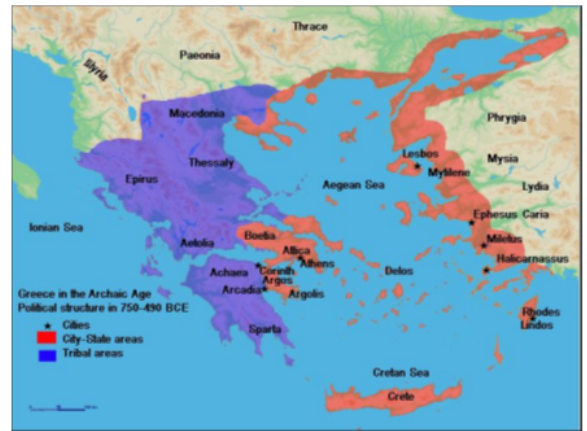 Thrace
Paeonia
Illyria
Macedonia
Phrygia
Lesbos
Thessaly
Mysia
Mylilene
Epirus
Aegean Sea
Lydia
Ephesus Caria
Ionian Sea
Boetia
Aetolia
Attica
Miletus
Athens
Halicarnassus
Achaea
Corinth
Delos
Argos
Arcadia
Argolis
Greece in the Archaic Age
Political structure in 750-490 BCE
Cities
City-State areas
Tribal areas
Sparta
Rhodes
Lindos
Cretan Sea
Crete